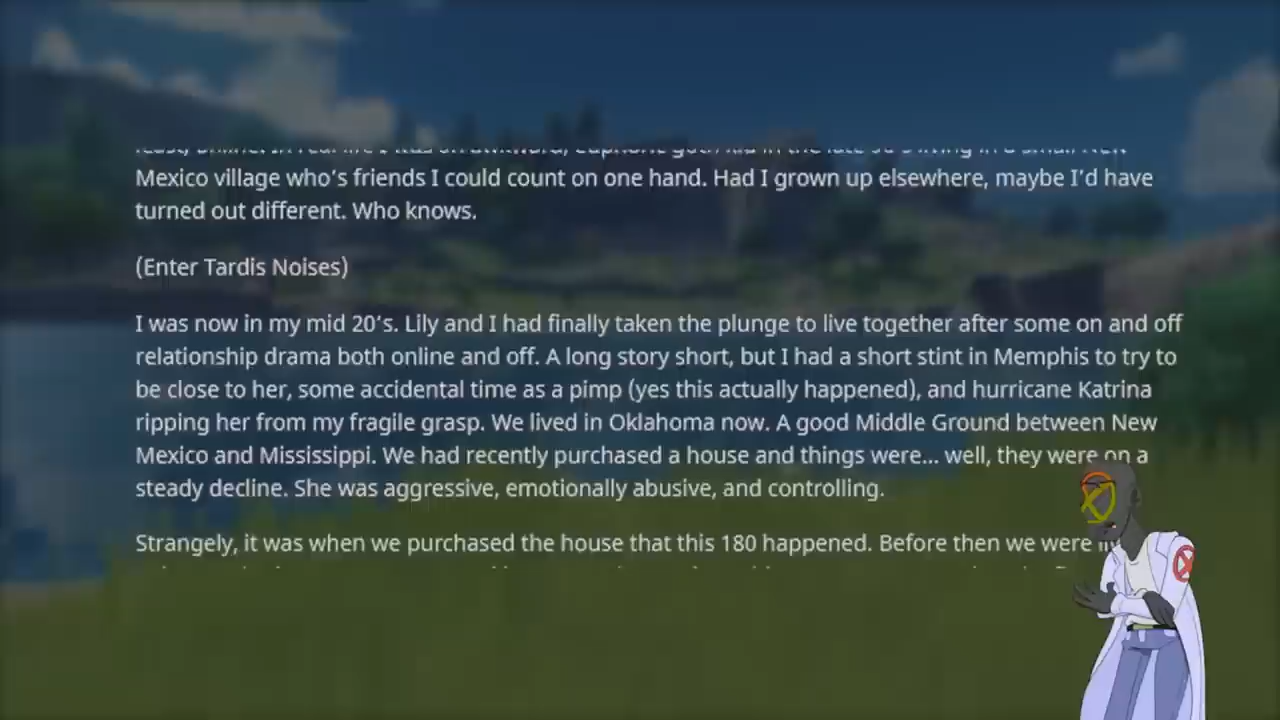 Mexico village who's friends I could count on one hand. Had I grown up elsewhere, maybe I'd have
turned out different. Who knows.
(Enter Tardis Noises)
I was now in my mid 20's. Lily and I had finally taken the plunge to live together after some on and off
relationship drama both online and off. A long story short, but I had a short stint in Memphis to try to
be close to her, some accidental time as a pimp (yes this actually happened), and hurricane Katrina
ripping her from my fragile grasp. We lived in Oklahoma now. A good Middle Ground between New
Mexico and Mississippi. We had recently purchased a house and things were... well, they were on a
steady decline. She was aggressive, emotionally abusive, and controlling.
Strangely, it was when we purchased the house that this 180 happened. Before then we were